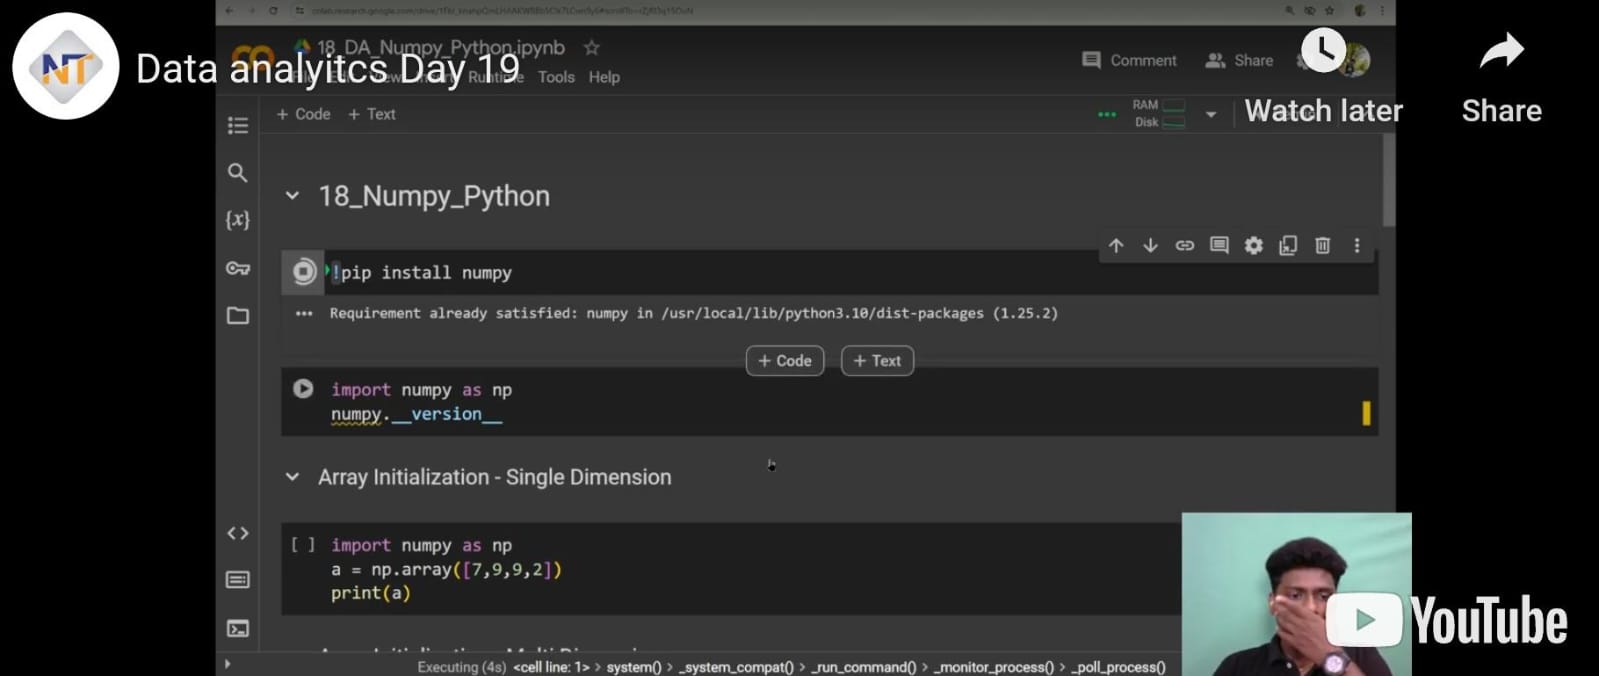 18_DA_Numpy_Python.ipynb
NT
Data analyitcs Day 19
Runtime Tools Help
Comment
Share
Watch later
Share
+ Code + Text
RAM
Disk
18_Numpy_Python
!pip install numpy
Requirement already satisfied: numpy in /usr/local/lib/python3.10/dist-packages (1.25.2)
+ Code + Text
import numpy as np
numpy.__version__
Array Initialization - Single Dimension
[ ] import numpy as np
a = np.array([7,9,9,2])
print(a)
Executing (4s) <cell line: 1> > system() > _system_compat() > _run_command() > _monitor_process() > _poll_process()
YouTube